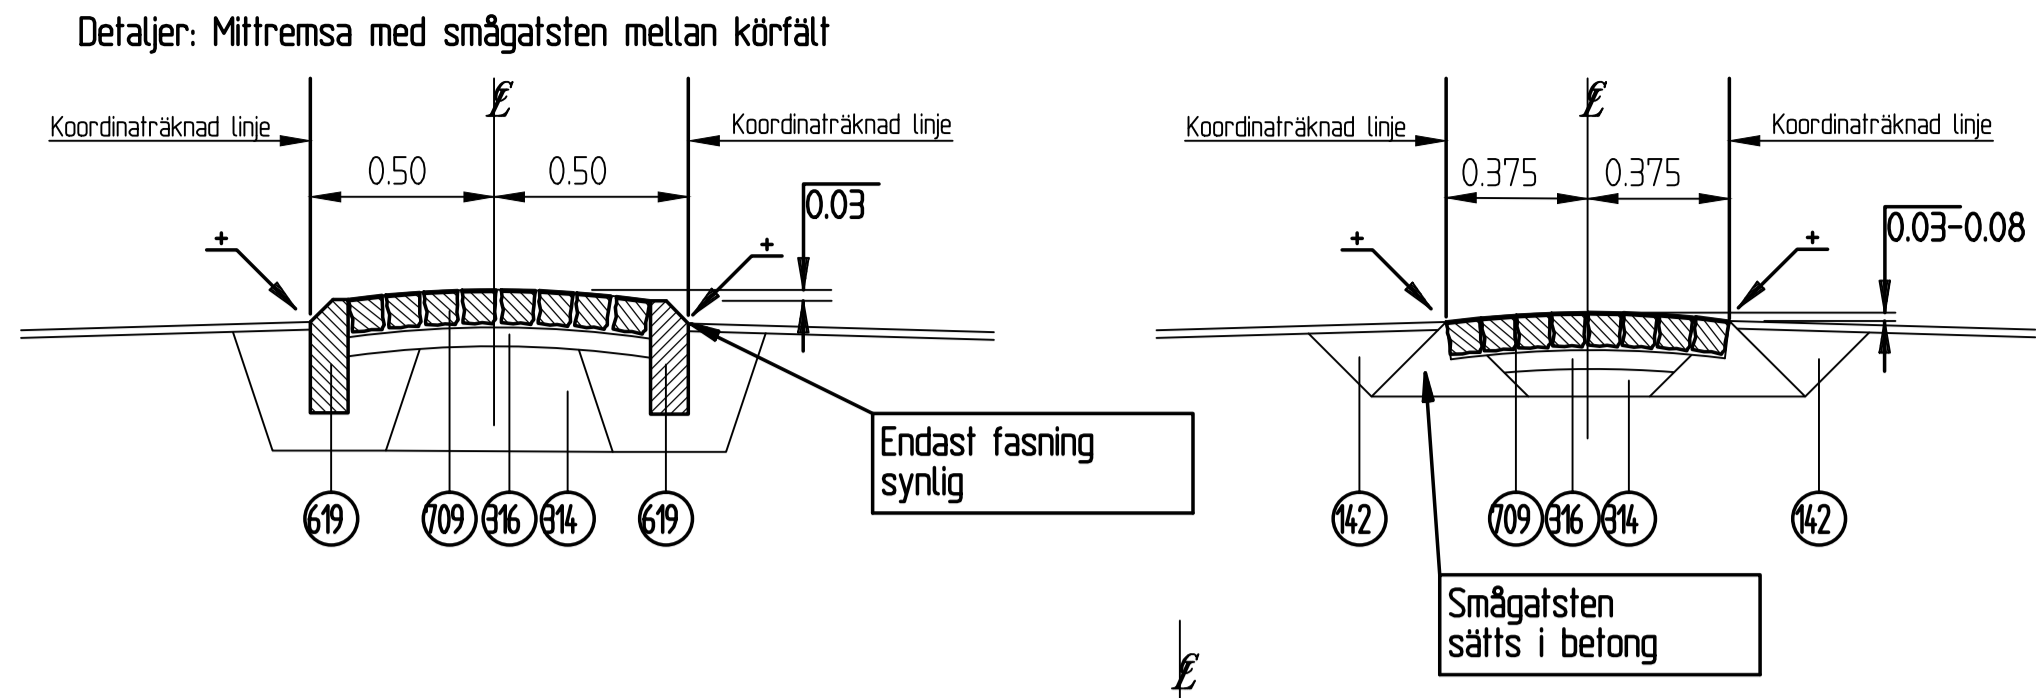 Detaljer: Mittremsa med smågatsten mellan körfält
℄
Koordinaträknad linje
Koordinaträknad linje
0.50
0.50
0.03
+
+
Endast fasning
synlig
619
709
316
314
619
℄
Koordinaträknad linje
Koordinaträknad linje
0.375
0.375
0.03-0.08
+
+
142
709
316
314
142
Smågatsten
sätts i betong
℄